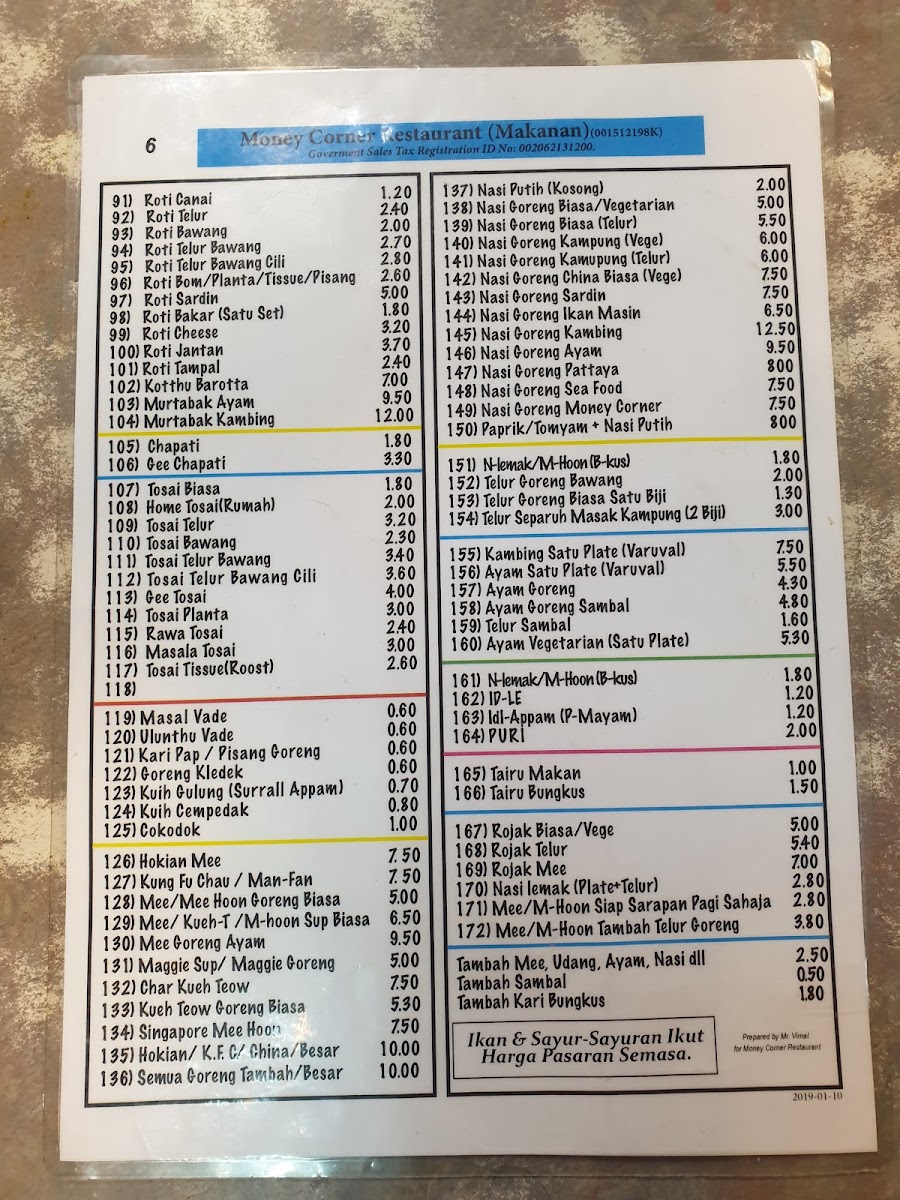 6
Money Corner Restaurant (Makanan)(001512198K)
Goverment Sales Tax Registration ID No: 002062131200.
91) Roti Canai 1.20
92) Roti Telur 2.40
93) Roti Bawang 2.00
94) Roti Telur Bawang 2.70
95) Roti Telur Bawang Cili 2.80
96) Roti Bom/Planta/Tissue/Pisang 2.60
97) Roti Sardin 5.00
98) Roti Bakar (Satu Set) 1.80
99) Roti Cheese 3.20
100) Roti Jantan 3.70
101) Roti Tampal 2.40
102) Kotthu Barotta 7.00
103) Murtabak Ayam 9.50
104) Murtabak Kambing 12.00
105) Chapati 1.80
106) Gee Chapati 3.30
107) Tosai Biasa 1.80
108) Home Tosai(Rumah) 2.00
109) Tosai Telur 3.20
110) Tosai Bawang 2.30
111) Tosai Telur Bawang 3.40
112) Tosai Telur Bawang Cili 3.60
113) Gee Tosai 4.00
114) Tosai Planta 3.00
115) Rawa Tosai 2.40
116) Masala Tosai 3.00
117) Tosai Tissue(Roost) 2.60
118)
119) Masal Vade 0.60
120) Ulunthu Vade 0.60
121) Kari Pap / Pisang Goreng 0.60
122) Goreng Kledek 0.60
123) Kuih Gulung (Surrall Appam) 0.70
124) Kuih Cempedak 0.80
125) Cokodok 1.00
126) Hokian Mee 7.50
127) Kung Fu Chau / Man-Fan 7.50
128) Mee/Mee Hoon Goreng Biasa 5.00
129) Mee/ Kueh-T /M-hoon Sup Biasa 6.50
130) Mee Goreng Ayam 9.50
131) Maggie Sup/ Maggie Goreng 5.00
132) Char Kueh Teow 7.50
133) Kueh Teow Goreng Biasa 5.30
134) Singapore Mee Hoon 7.50
135) Hokian/ K.F.C/ China/Besar 10.00
136) Semua Goreng Tambah/Besar 10.00
137) Nasi Putih (Kosong) 2.00
138) Nasi Goreng Biasa/Vegetarian 5.00
139) Nasi Goreng Biasa (Telur) 5.50
140) Nasi Goreng Kampung (Vege) 6.00
141) Nasi Goreng Kamupung (Telur) 6.00
142) Nasi Goreng China Biasa (Vege) 7.50
143) Nasi Goreng Sardin 7.50
144) Nasi Goreng Ikan Masin 6.50
145) Nasi Goreng Kambing 12.50
146) Nasi Goreng Ayam 9.50
147) Nasi Goreng Pattaya 800
148) Nasi Goreng Sea Food 7.50
149) Nasi Goreng Money Corner 7.50
150) Paprik/Tomyam + Nasi Putih 800
151) N-lemak/M-Hoon (B-kus) 1.80
152) Telur Goreng Bawang 2.00
153) Telur Goreng Biasa Satu Biji 1.30
154) Telur Separuh Masak Kampung (2 Biji) 3.00
155) Kambing Satu Plate (Varuval) 7.50
156) Ayam Satu Plate (Varuval) 5.50
157) Ayam Goreng 4.30
158) Ayam Goreng Sambal 4.80
159) Telur Sambal 1.60
160) Ayam Vegetarian (Satu Plate) 5.30
161) N-lemak/M-Hoon (B-kus) 1.80
162) ID-LE 1.20
163) Idl-Appam (P-Mayam) 1.20
164) PURI 2.00
165) Tairu Makan 1.00
166) Tairu Bungkus 1.50
167) Rojak Biasa/Vege 5.00
168) Rojak Telur 5.40
169) Rojak Mee 7.00
170) Nasi lemak (Plate+Telur) 2.80
171) Mee/M-Hoon Siap Sarapan Pagi Sahaja 2.80
172) Mee/M-Hoon Tambah Telur Goreng 3.80
Tambah Mee, Udang, Ayam, Nasi dll 2.50
Tambah Sambal 0.50
Tambah Kari Bungkus 1.80
Ikan & Sayur-Sayuran Ikut
Harga Pasaran Semasa.
Prepared by Mr. Vimal
for Money Corner Restaurant
2019-01-10